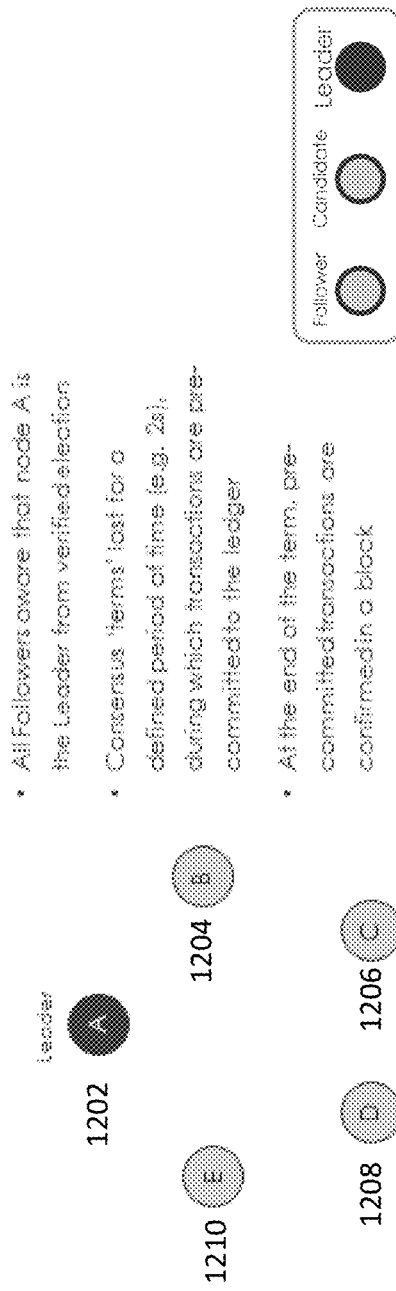 Leader
A
1202
B
1204
C
1206
D
1208
E
1210
• All Followers aware that node A is
the Leader from verified election
• Consensus 'terms' last for a
defined period of time (e.g. 2s),
during which transactions are pre-
committed to the ledger
• At the end of the term, pre-
committed transactions are
confirmed in a block
Follower Candidate Leader